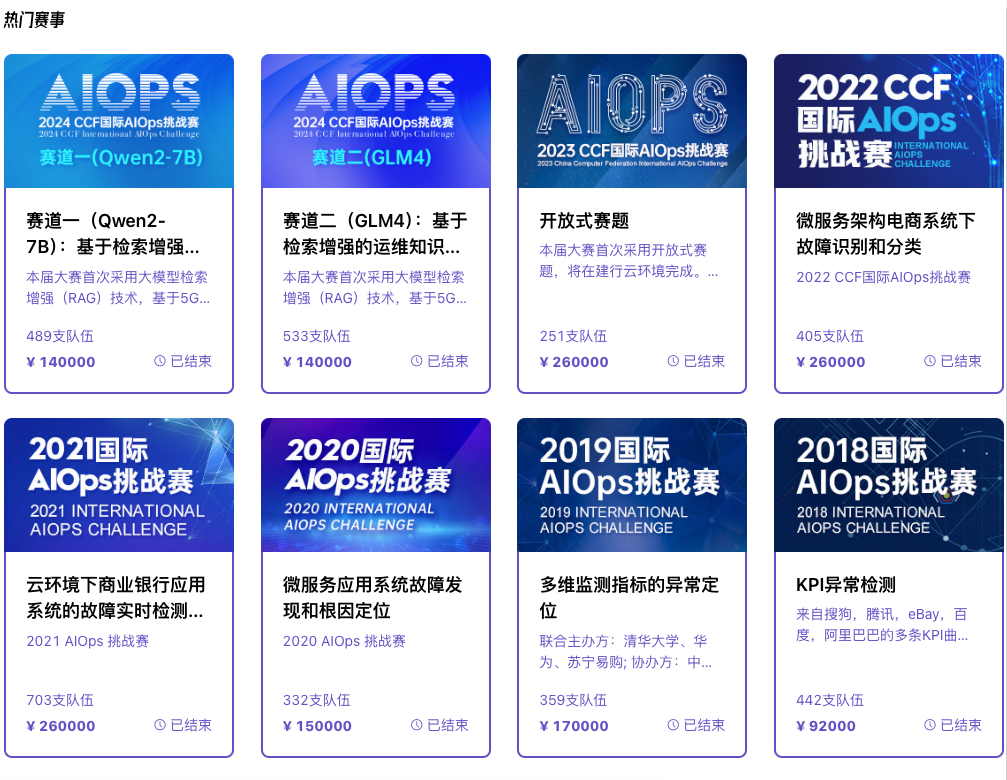 热门赛事
AIOPS
2024 CCF国际AIOps挑战赛
2024 CCF International AIOps Challenge
赛道一(Qwen2-7B)
赛道一（Qwen2-
7B）：基于检索增强...
本届大赛首次采用大模型检索
增强（RAG）技术，基于5G...
489支队伍
¥ 140000
已结束
AIOPS
2024 CCF国际AIOps挑战赛
2024 CCF International AIOps Challenge
赛道二(GLM4)
赛道二（GLM4）：基于
检索增强的运维知识...
本届大赛首次采用大模型检索
增强（RAG）技术，基于5G...
533支队伍
¥ 140000
已结束
AIOPS
2023 CCF国际AIOps挑战赛
2023 China Computer Federation International AIOps Challenge
开放式赛题
本届大赛首次采用开放式赛
题，将在建行云环境完成。...
251支队伍
¥ 260000
已结束
2022 CCF
国际AIOps
挑战赛
INTERNATIONAL
AIOPS
CHALLENGE
微服务架构电商系统下
故障识别和分类
2022 CCF国际AIOps挑战赛
405支队伍
¥ 260000
已结束
2021国际
AIOps挑战赛
2021 INTERNATIONAL
AIOPS CHALLENGE
云环境下商业银行应用
系统的故障实时检测...
2021 AIOps 挑战赛
703支队伍
¥ 260000
已结束
2020国际
AIOps挑战赛
2020 INTERNATIONAL
AIOPS CHALLENGE
微服务应用系统故障发
现和根因定位
2020 AIOps 挑战赛
332支队伍
¥ 150000
已结束
2019国际
AIOps挑战赛
2019 INTERNATIONAL
AIOPS CHALLENGE
多维监测指标的异常定
位
联合主办方：清华大学、华
为、苏宁易购; 协办方：中...
359支队伍
¥ 170000
已结束
2018国际
AIOps挑战赛
2018 INTERNATIONAL
AIOPS CHALLENGE
KPI异常检测
来自搜狗，腾讯，eBay，百
度，阿里巴巴的多条KPI曲...
442支队伍
¥ 92000
已结束